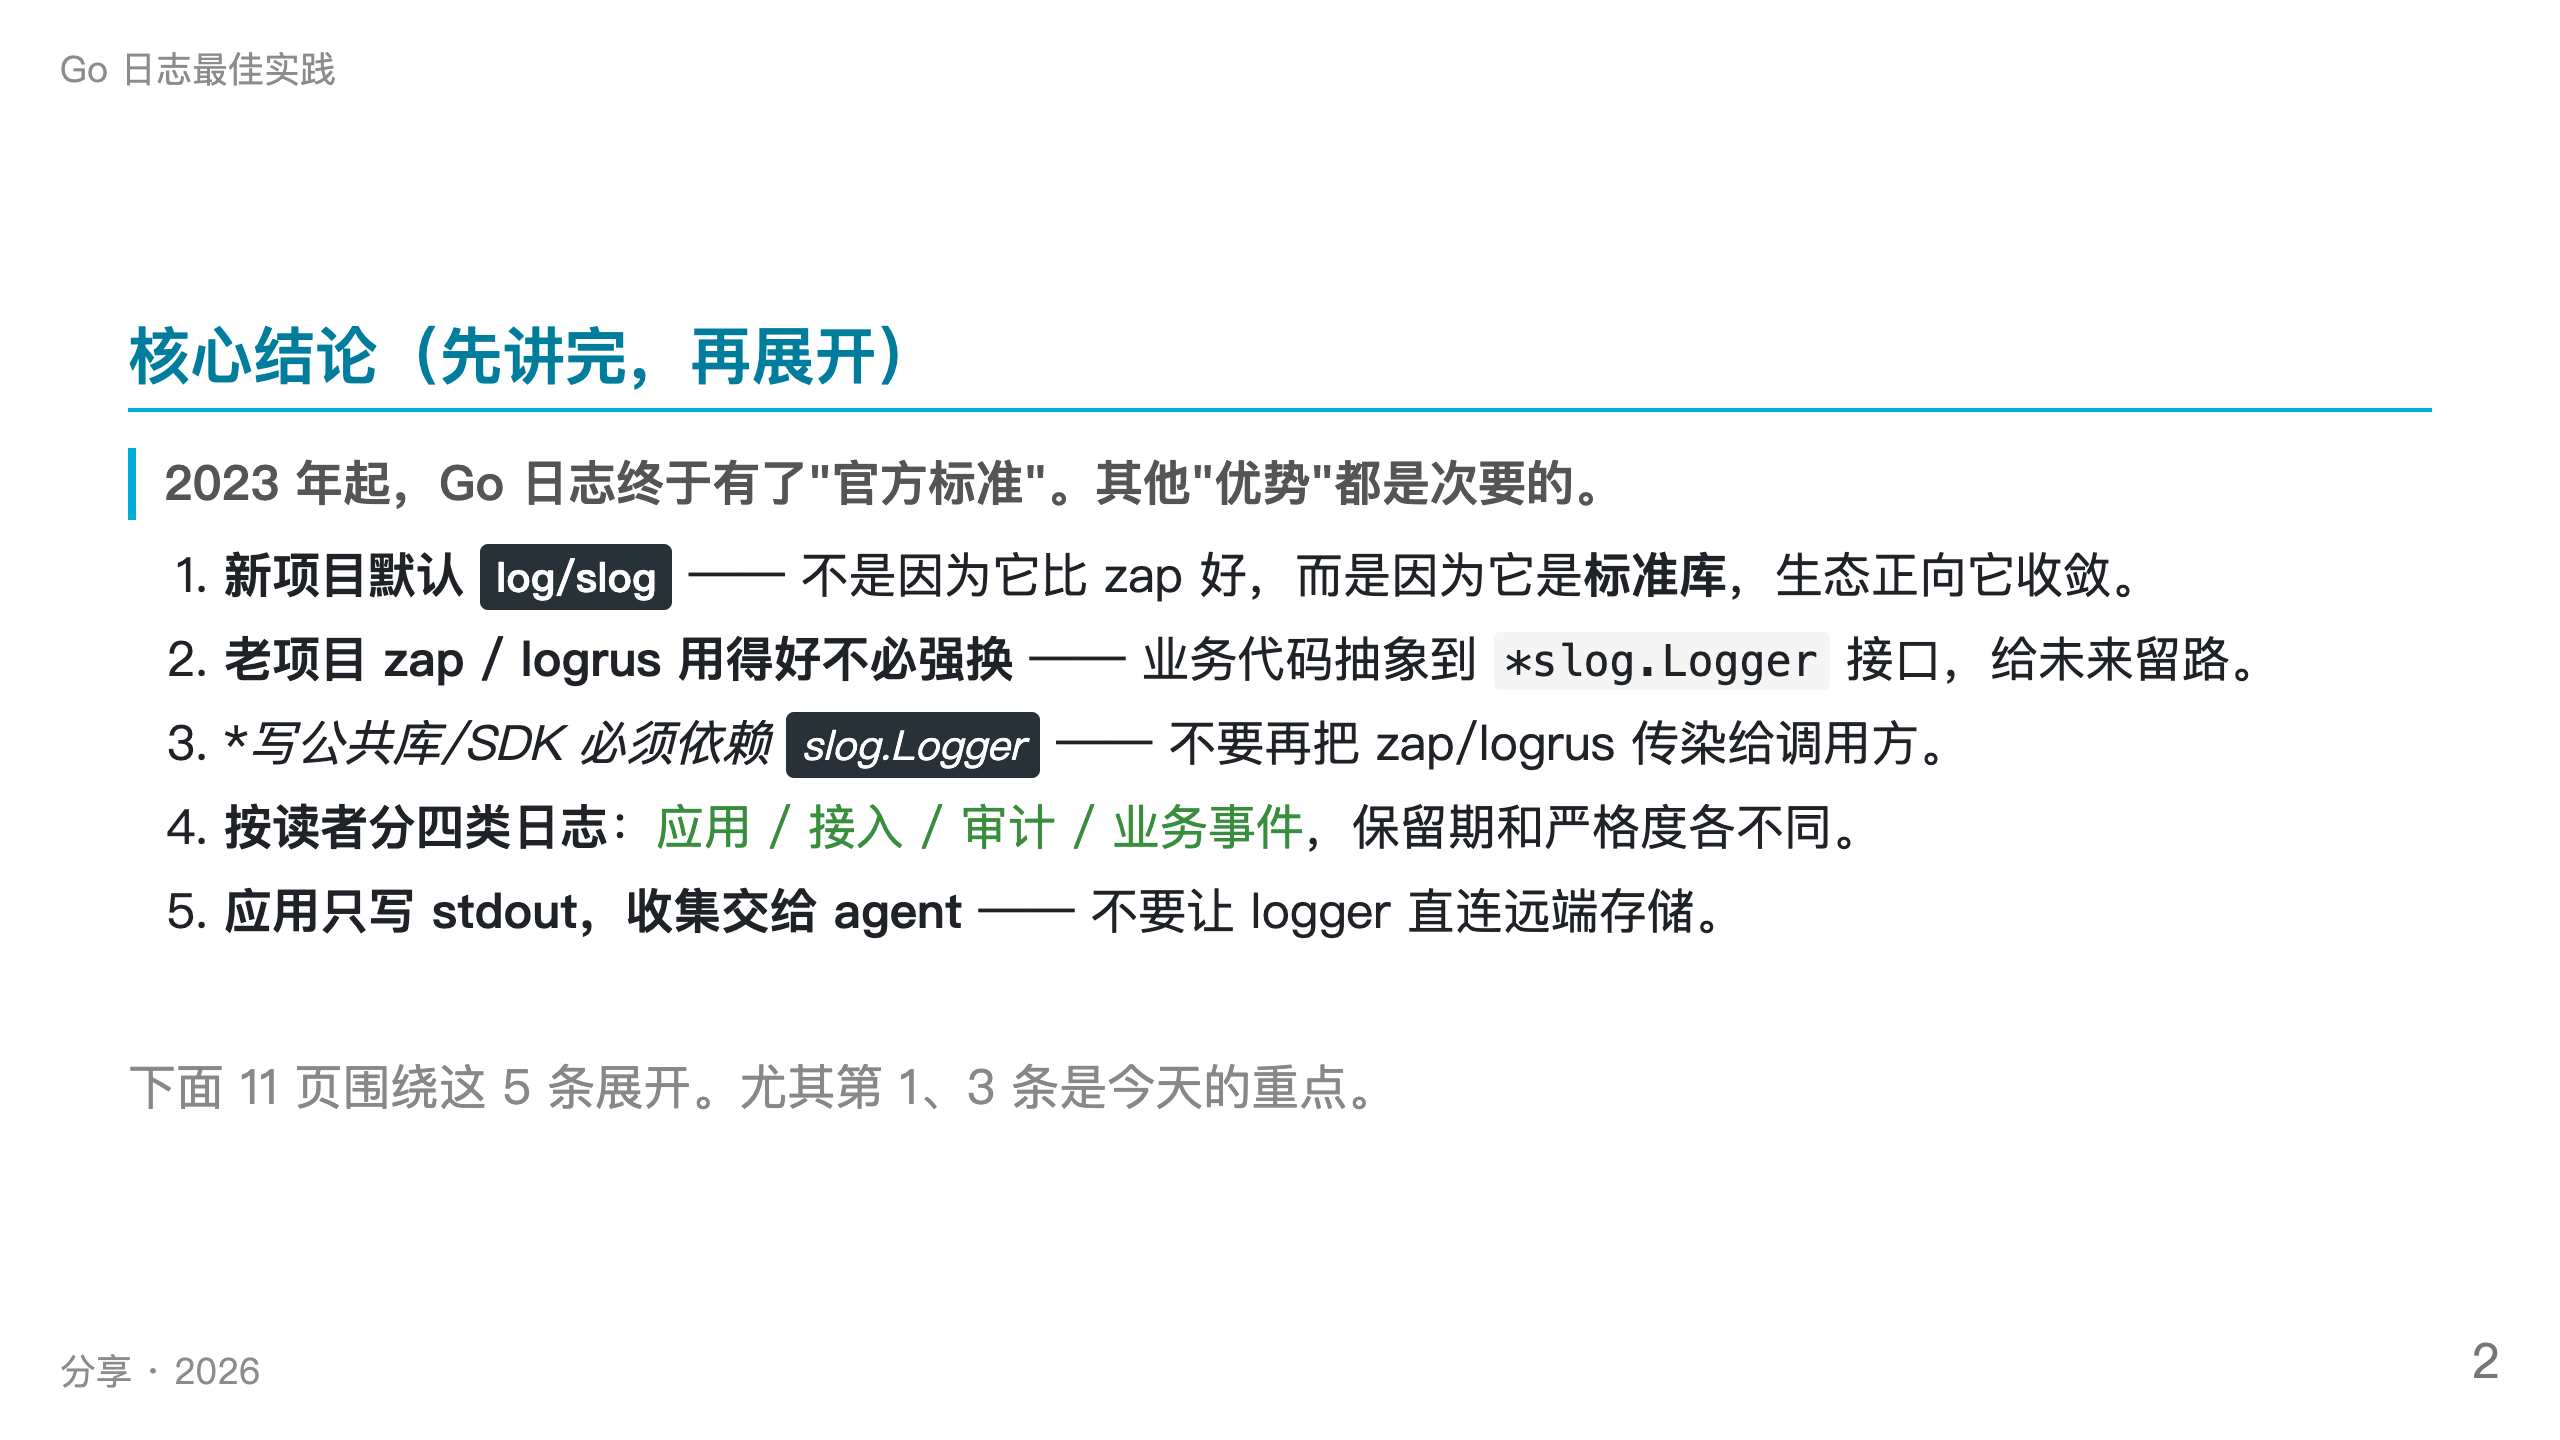 Go 日志最佳实践
核心结论（先讲完，再展开）
2023 年起，Go 日志终于有了"官方标准"。其他"优势"都是次要的。
1. 新项目默认 log/slog —— 不是因为它比 zap 好，而是因为它是标准库，生态正向它收敛。
2. 老项目 zap / logrus 用得好不必强换 —— 业务代码抽象到 *slog.Logger 接口，给未来留路。
3. *写公共库/SDK 必须依赖 slog.Logger —— 不要再把 zap/logrus 传染给调用方。
4. 按读者分四类日志：应用 / 接入 / 审计 / 业务事件，保留期和严格度各不同。
5. 应用只写 stdout，收集交给 agent —— 不要让 logger 直连远端存储。
下面 11 页围绕这 5 条展开。尤其第 1、3 条是今天的重点。
分享 · 2026
2